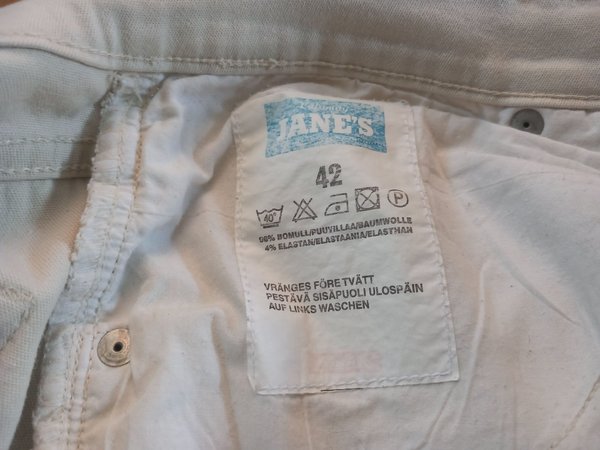 JANE'S
42
40°
P
96% BOMULL/PUUVILLAA/BAUMWOLLE
4% ELASTAN/ELASTAANIA/ELASTHAN
VRÄNGES FÖRE TVÄTT
PESTÄVÄ SISÄPUOLI ULOSPÄIN
AUF LINKS WASCHEN